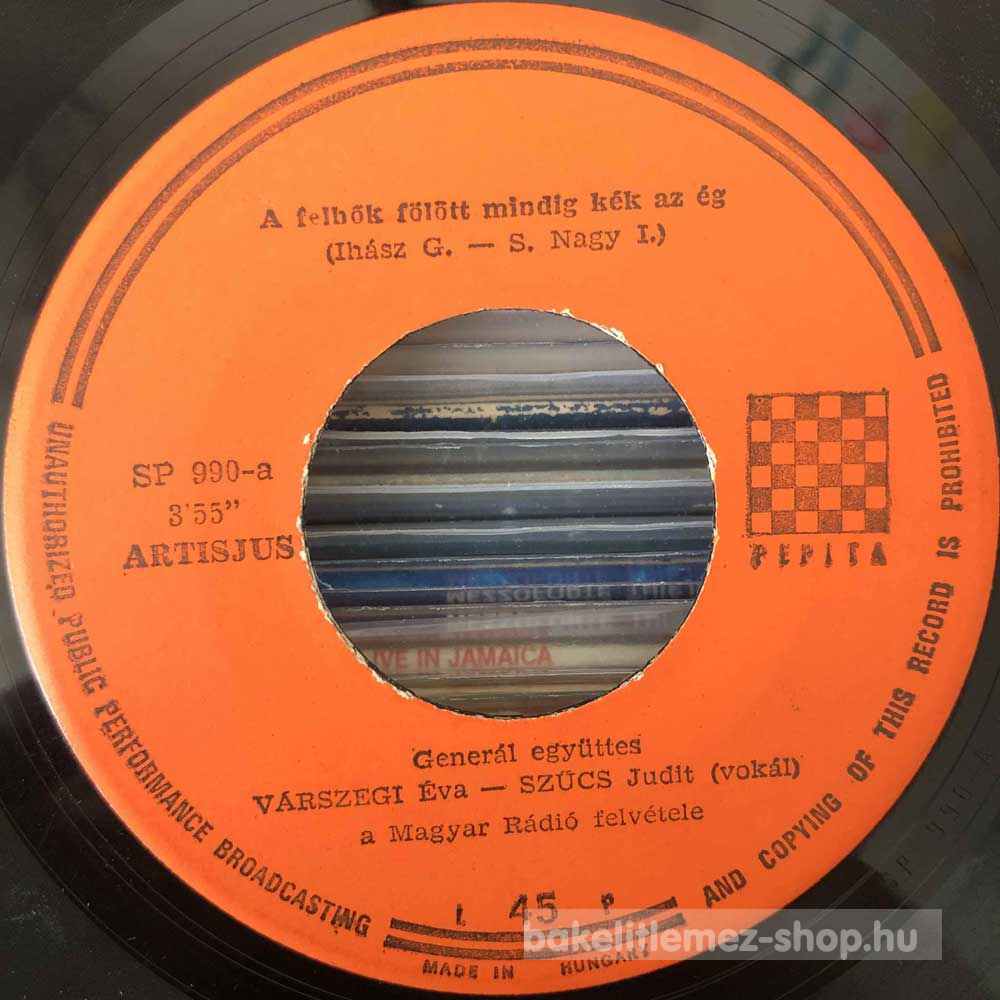 A felhők fölött mindig kék az ég
(Ihász G. — S. Nagy I.)
SP 990-a
3'55"
ARTISJUS
PEPITA
LIVE IN JAMAICA
Generál együttes
VÁRSZEGI Éva — SZŰCS Judit (vokál)
a Magyar Rádió felvétele
UNAUTHORIZED PUBLIC PERFORMANCE BROADCASTING
AND COPYING OF THIS RECORD IS PROHIBITED
L 45 P
MADE IN HUNGARY
bakelitlemez-shop.hu